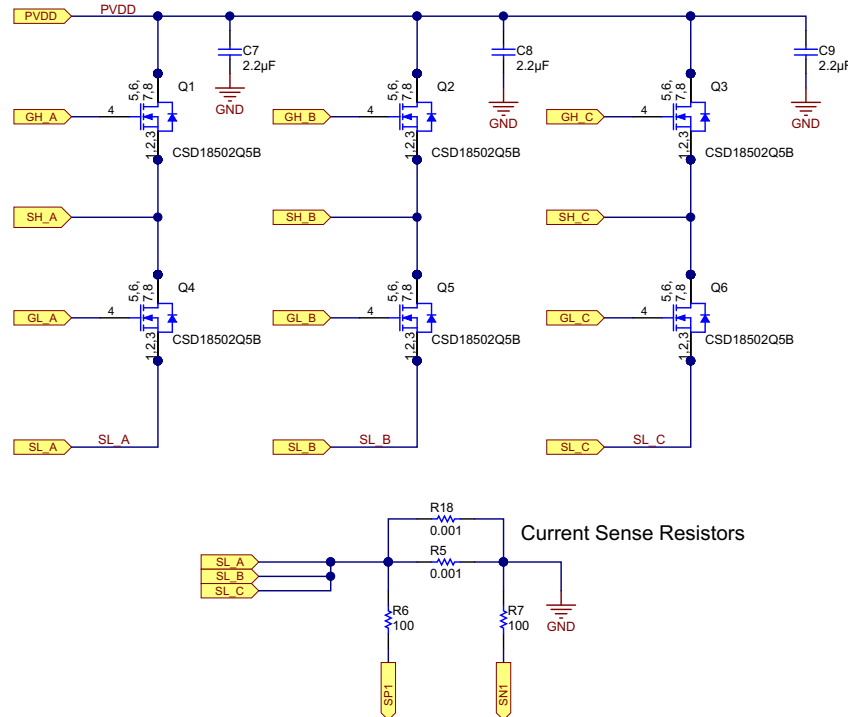 PVDD
PVDD
C7
2.2µF
GND
C8
2.2µF
GND
C9
2.2µF
GND
Q1
5,6,
7,8
GH_A
4
1,2,3
CSD18502Q5B
Q2
5,6,
7,8
GH_B
4
1,2,3
CSD18502Q5B
Q3
5,6,
7,8
GH_C
4
1,2,3
CSD18502Q5B
SH_A
SH_B
SH_C
Q4
5,6,
7,8
GL_A
4
1,2,3
CSD18502Q5B
Q5
5,6,
7,8
GL_B
4
1,2,3
CSD18502Q5B
Q6
5,6,
7,8
GL_C
4
1,2,3
CSD18502Q5B
SL_A
SL_A
SL_B
SL_B
SL_C
SL_C
R18
0.001
Current Sense Resistors
R5
0.001
SL_A
SL_B
SL_C
R6
100
R7
100
GND
SP1
SN1